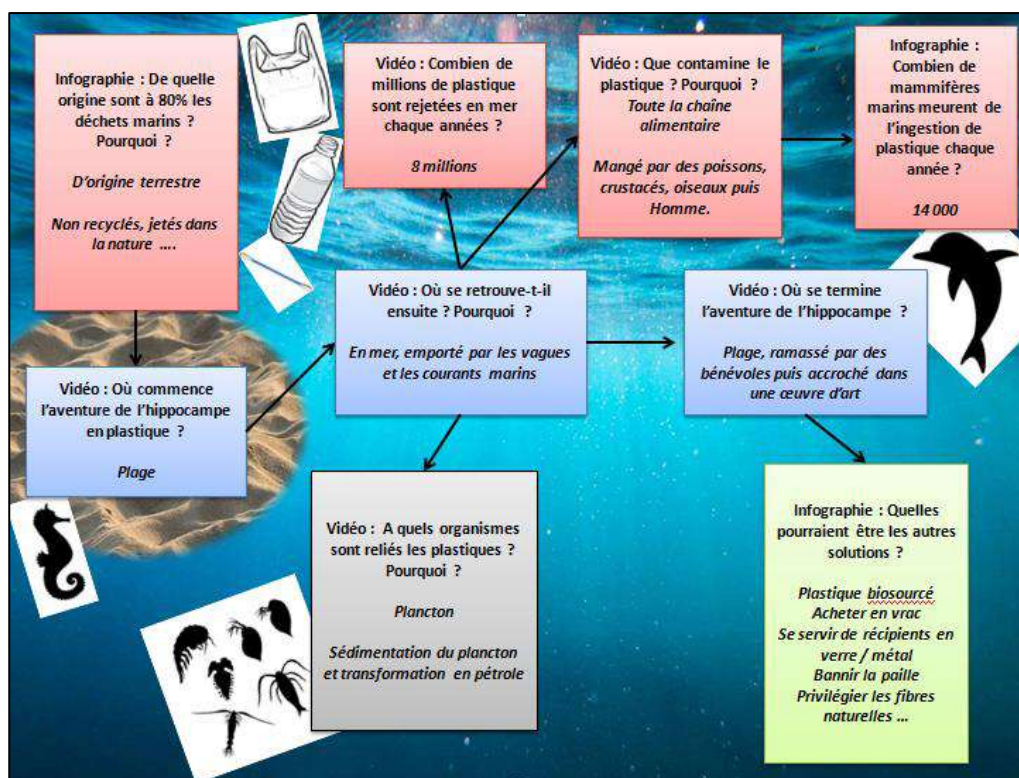 Infographie : De quelle
origine sont à 80% les
déchets marins ?
Pourquoi ?
D'origine terrestre
Non recyclés, jetés dans
la nature ....
Vidéo : Combien de
millions de plastique
sont rejetées en mer
chaque années ?
8 millions
Vidéo : Que contamine le
plastique ? Pourquoi ?
Toute la chaîne
alimentaire
Mangé par des poissons,
crustacés, oiseaux puis
Homme.
Infographie :
Combien de
mammifères
marins meurent de
l'ingestion de
plastique chaque
année ?
14 000
Vidéo : Où commence
l'aventure de l'hippocampe
en plastique ?
Plage
Vidéo : Où se retrouve-t-il
ensuite ? Pourquoi ?
En mer, emporté par les vagues
et les courants marins
Vidéo : Où se termine
l'aventure de l'hippocampe ?
Plage, ramassé par des
bénévoles puis accroché dans
une œuvre d'art
Vidéo : A quels organismes
sont reliés les plastiques ?
Pourquoi ?
Plancton
Sédimentation du plancton
et transformation en pétrole
Infographie : Quelles
pourraient être les autres
solutions ?
Plastique biosourcé
Acheter en vrac
Se servir de récipients en
verre / métal
Bannir la paille
Privilégier les fibres
naturelles ...